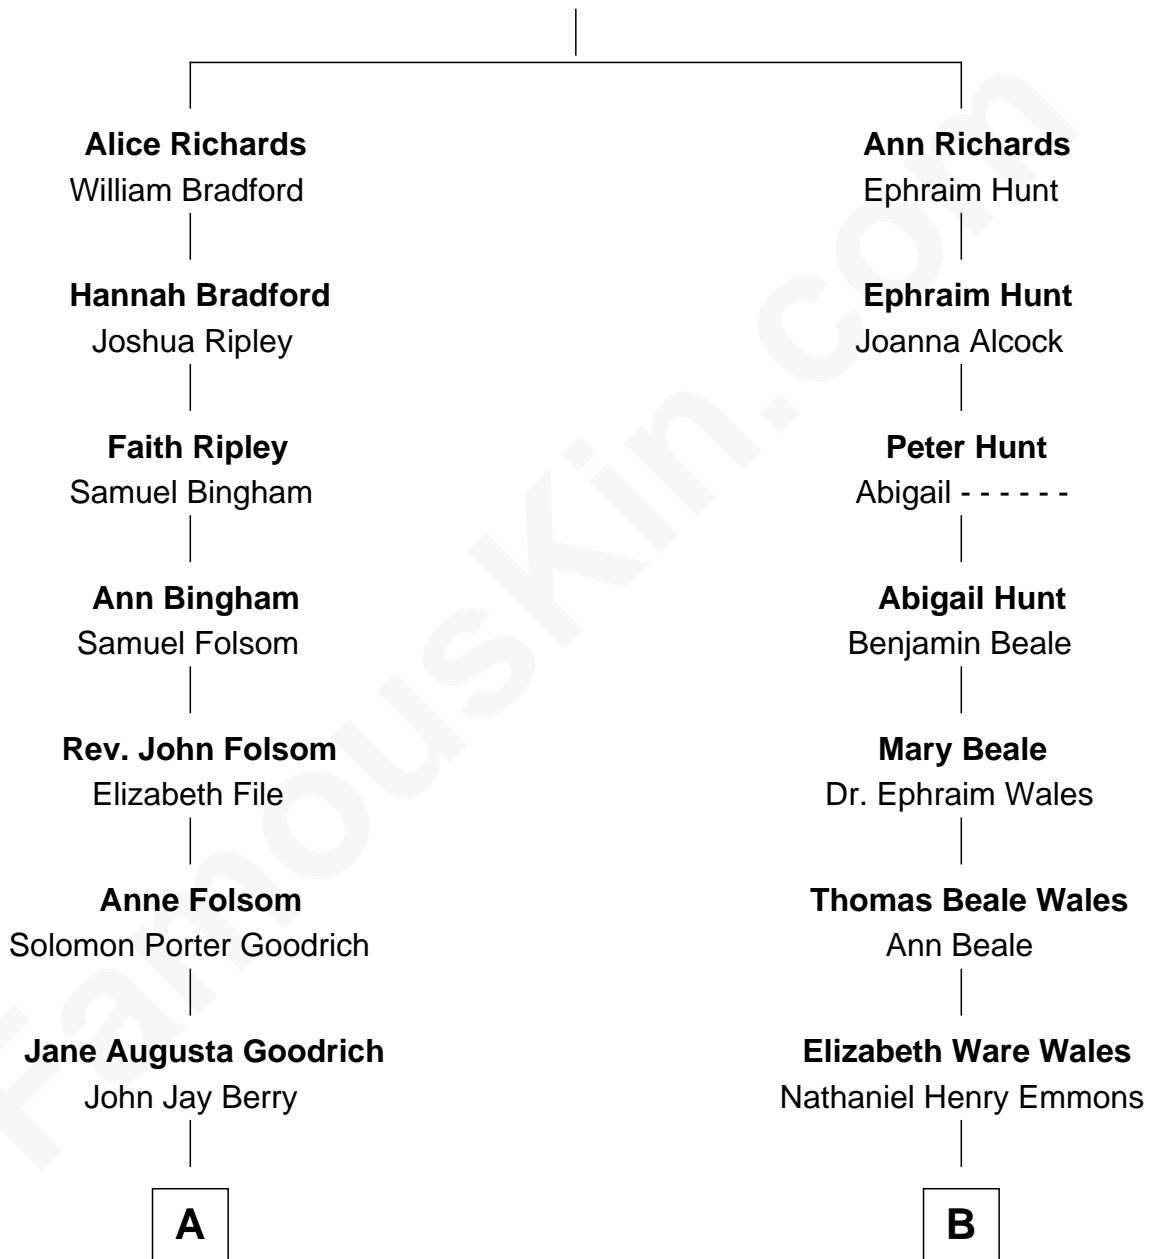 Alice Richards
William Bradford
Hannah Bradford
Joshua Ripley
Faith Ripley
Samuel Bingham
Ann Bingham
Samuel Folsom
Rev. John Folsom
Elizabeth File
Anne Folsom
Solomon Porter Goodrich
Jane Augusta Goodrich
John Jay Berry
A
Ann Richards
Ephraim Hunt
Ephraim Hunt
Joanna Alcock
Peter Hunt
Abigail - - - - - -
Abigail Hunt
Benjamin Beale
Mary Beale
Dr. Ephraim Wales
Thomas Beale Wales
Ann Beale
Elizabeth Ware Wales
Nathaniel Henry Emmons
B
FamousKin.com